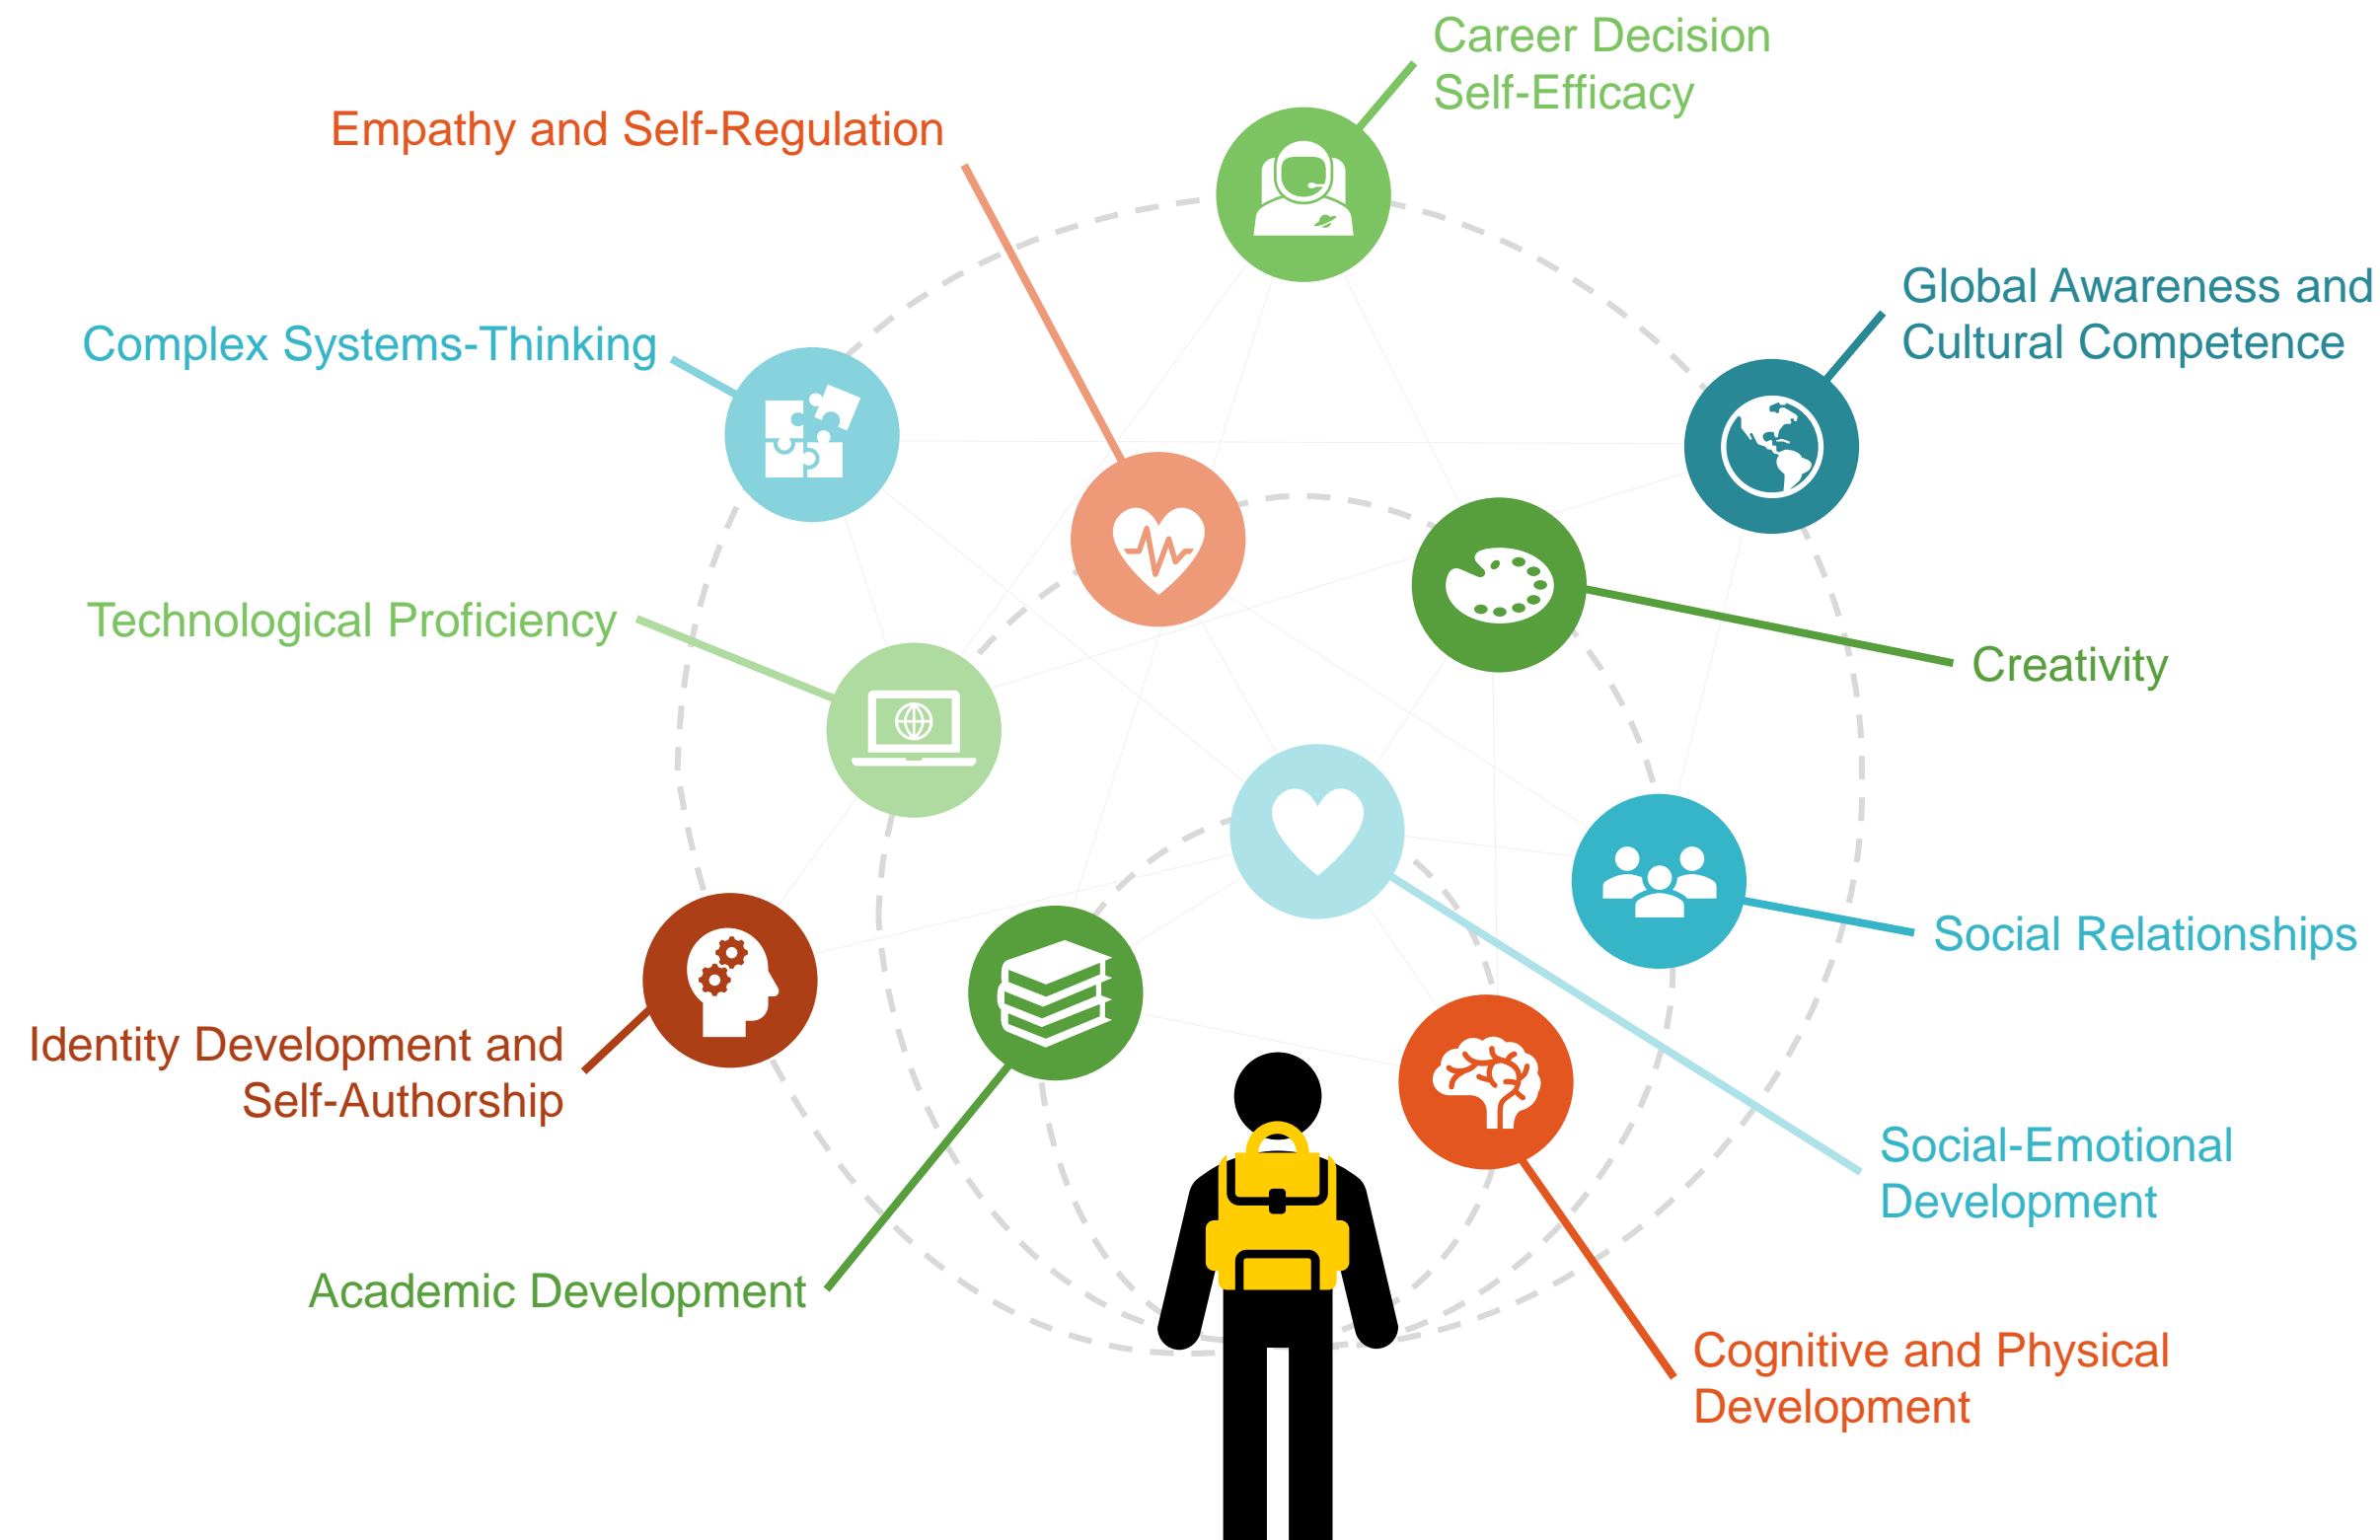 Career Decision
Self-Efficacy
Empathy and Self-Regulation
Global Awareness and
Cultural Competence
Complex Systems-Thinking
Technological Proficiency
Creativity
Social Relationships
Identity Development and
Self-Authorship
Social-Emotional
Development
Academic Development
Cognitive and Physical
Development